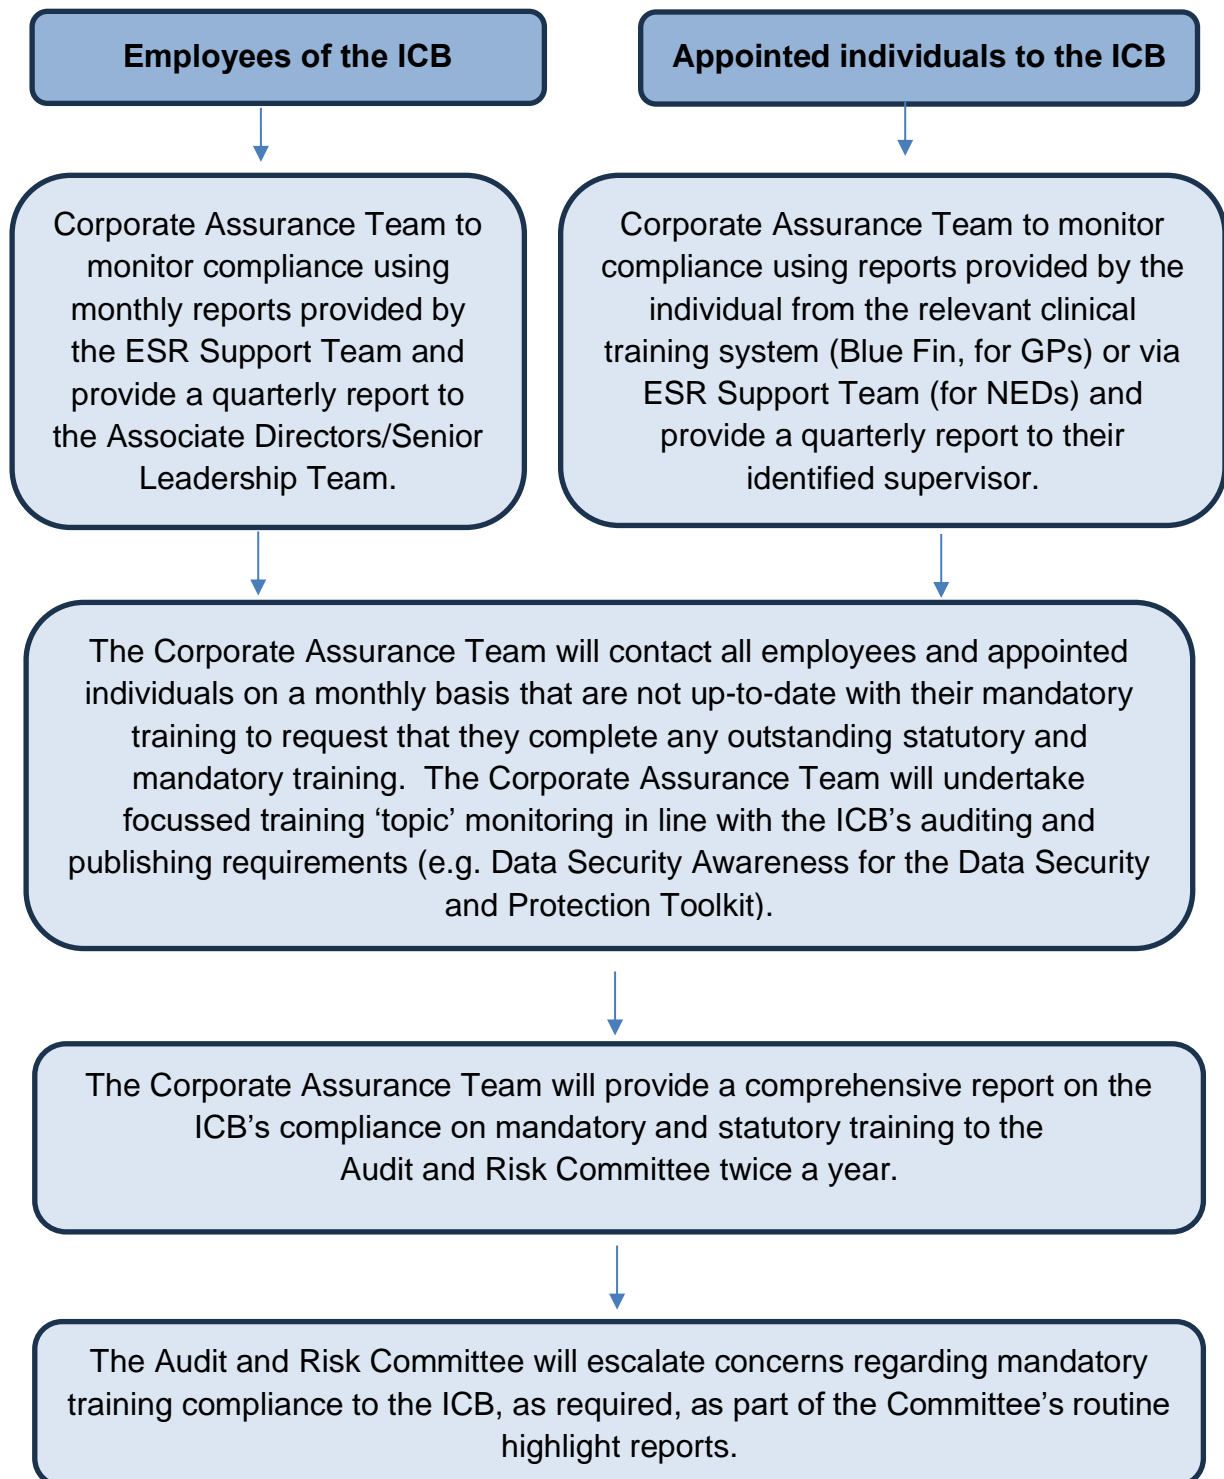 Employees of the ICB
Appointed individuals to the ICB
Corporate Assurance Team to
monitor compliance using
monthly reports provided by
the ESR Support Team and
provide a quarterly report to
the Associate Directors/Senior
Leadership Team.
Corporate Assurance Team to monitor
compliance using reports provided by the
individual from the relevant clinical
training system (Blue Fin, for GPs) or via
ESR Support Team (for NEDs) and
provide a quarterly report to their
identified supervisor.
The Corporate Assurance Team will contact all employees and appointed
individuals on a monthly basis that are not up-to-date with their mandatory
training to request that they complete any outstanding statutory and
mandatory training.  The Corporate Assurance Team will undertake
focussed training ‘topic’ monitoring in line with the ICB’s auditing and
publishing requirements (e.g. Data Security Awareness for the Data Security
and Protection Toolkit).
The Corporate Assurance Team will provide a comprehensive report on the
ICB’s compliance on mandatory and statutory training to the
Audit and Risk Committee twice a year.
The Audit and Risk Committee will escalate concerns regarding mandatory
training compliance to the ICB, as required, as part of the Committee’s routine
highlight reports.